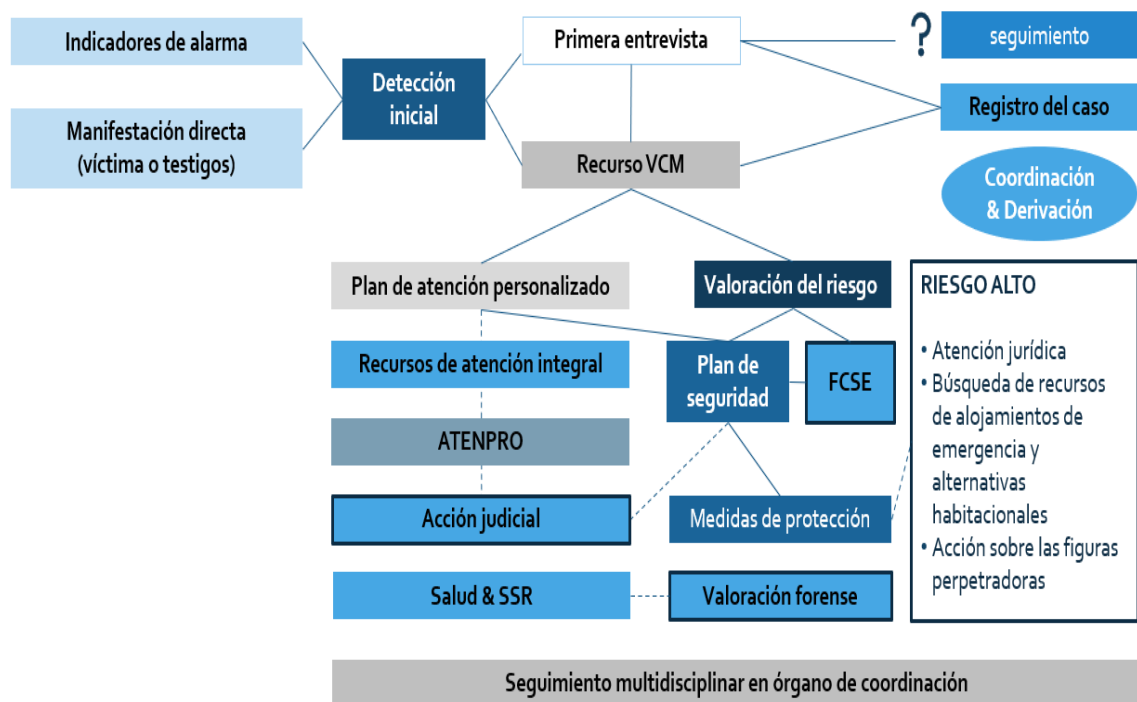 Indicadores de alarma
Manifestación directa
(víctima o testigos)
Detección
inicial
Primera entrevista
Recurso VCM
?
seguimiento
Registro del caso
Coordinación
& Derivación
Plan de atención personalizado
Valoración del riesgo
Recursos de atención integral
Plan de
seguridad
FCSE
ATENPRO
Acción judicial
Medidas de protección
Salud & SSR
Valoración forense
RIESGO ALTO
• Atención jurídica
• Búsqueda de recursos
de alojamientos de
emergencia y
alternativas
habitacionales
• Acción sobre las figuras
perpetradoras
Seguimiento multidisciplinar en órgano de coordinación